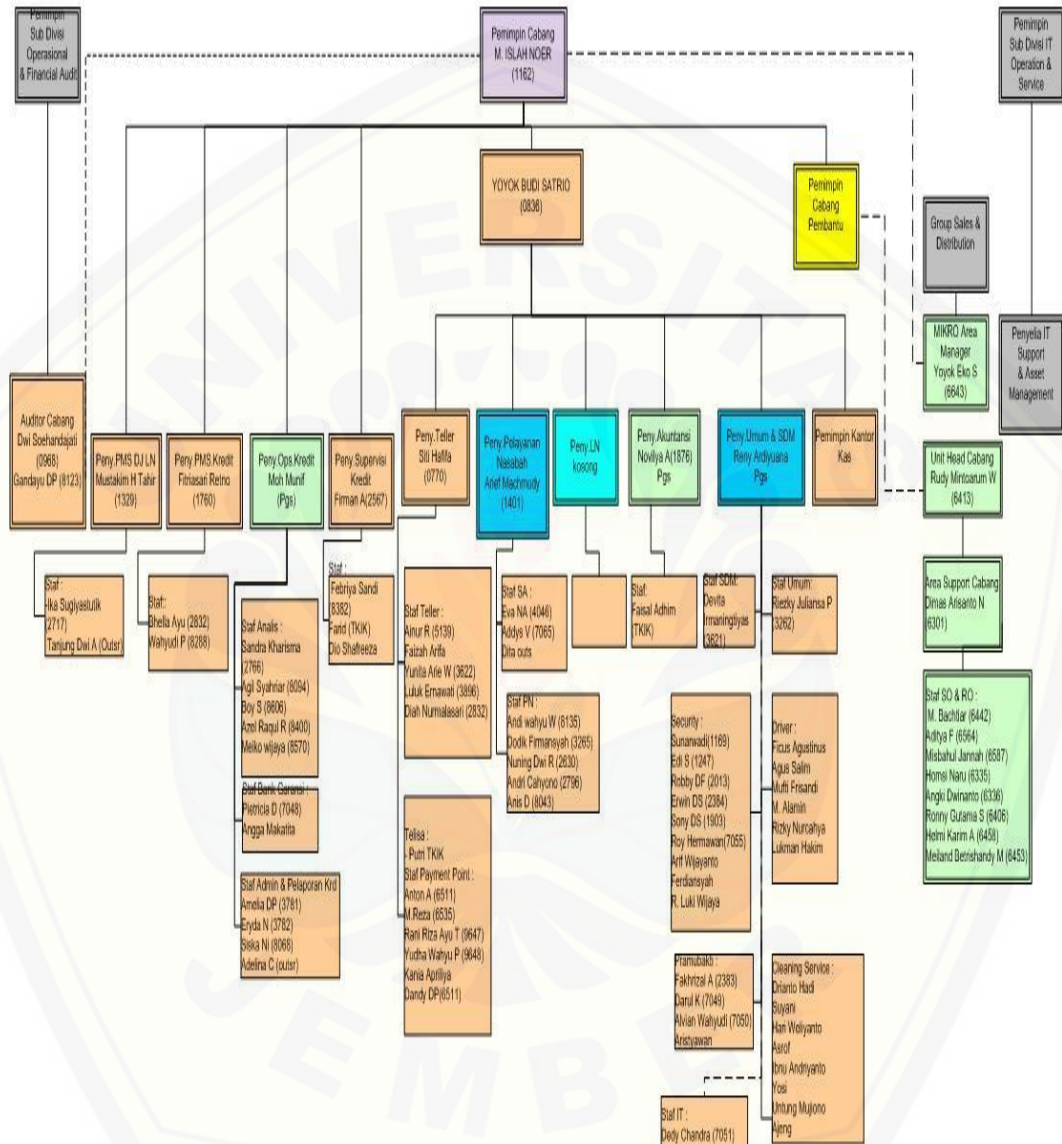 Pemimpin
Sub Divisi
Operasional
& Financial Audit
Pemimpin Cabang
M. ISLAH NOER
(1162)
Pemimpin
Sub Divisi IT
Operation &
Service
YOYOK BUDI SATRIO
(0836)
Pemimpin
Cabang
Pembantu
Group Sales &
Distribution
MIKRO Area
Manager
Yoyok Eko S
(6643)
Penyelia IT
Support
& Asset
Management
Auditor Cabang
Dwi Soehandajati
(0968)
Gandayu DP (8123)
Peny.PMS DJ LN
Mustakim H Tahir
(1329)
Peny.PMS.Kredit
Fitriasari Retno
(1760)
Peny.Ops.Kredit
Moh Munif
(Pgs)
Peny.Supervisi
Kredit
Firman A(2567)
Peny.Teller
Siti Halifa
(0770)
Peny.Pelayanan
Nasabah
Arief Machmudy
(1401)
Peny.LN
kosong
Peny.Akuntansi
Noviiya A(1876)
Pgs
Peny.Umum & SDM
Reny Ardiyuana
Pgs
Pemimpin Kantor
Kas
Unit Head Cabang
Rudy Mintoarum W
(6413)
Staf :
-Ika Sugiyastutik
(2717)
Tanjung Dwi A (Outsr)
Staf:
Bhella Ayu (2832)
Wahyudi P (8288)
Staf Analis :
Sandra Kharisma
(2766)
Agil Syahriar (8094)
Boy S (8606)
Azel Raqul R (8400)
Meiko wijaya (8570)
Staf Bank Garansi :
Pietricia D (7048)
Angga Makatita
Staf Admin & Pelaporan Krd
Amelia DP (3781)
Eryda N (3782)
Siska Ni (8068)
Adelina C (outsr)
Staf :
Febriya Sandi
(8382)
Farid (TKIK)
Dio Shafreeza
Staf Teller :
Ainur R (5139)
Faizah Arifa
Yunita Arie W (3622)
Luluk Ernawati (3896)
Diah Nurmalasari (2832)
Telisa :
- Putri TKIK
Staf Payment Point :
Anton A (6511)
M.Reza (6535)
Rani Riza Ayu T (9647)
Yudha Wahyu P (9648)
Kania Apriliya
Dandy DP(6511)
Staf SA :
Eva NA (4046)
Addys V (7065)
Dita outs
Staf PN :
Andi wahyu W (8135)
Dodik Firmansyah (3265)
Nuning Dwi R (2630)
Andri Cahyono (2796)
Anis D (8043)
Staf:
Faisal Adhim
(TKIK)
Staf SDM:
Devita
Irmaningtiyas
(3621)
Staf Umum:
Riezky Juliansa P
(3262)
Security :
Sunarwadi(1169)
Edi S (1247)
Robby DF (2013)
Erwin DS (2384)
Sony DS (1903)
Roy Hermawan(7055)
Arif Wijayanto
Ferdiansyah
R. Luki Wijaya
Driver :
Ficus Agustinus
Agus Salim
Mufti Frisandi
M. Alamin
Rizky Nurcahya
Lukman Hakim
Pramubakti :
Fakhrizal A (2383)
Darul K (7049)
Alvian Wahyudi (7050)
Aristyawan
Cleaning Service :
Drianto Hadi
Suyani
Hari Weliyanto
Asrof
Ibnu Andriyanto
Yosi
Untung Mujiono
Ajeng
Staf IT :
Dedy Chandra (7051)
Area Support Cabang
Dimas Arisanto N
(6301)
Staf SO & RO :
M. Bachtiar (6442)
Aditya F (6564)
Misbahul Jannah (6587)
Homsi Naru (6335)
Angki Dwinanto (6336)
Ronny Gutama S (6406)
Helmi Karim A (6458)
Meiland Betrishandy M (6453)
UNIVERSITAS
JEMBER